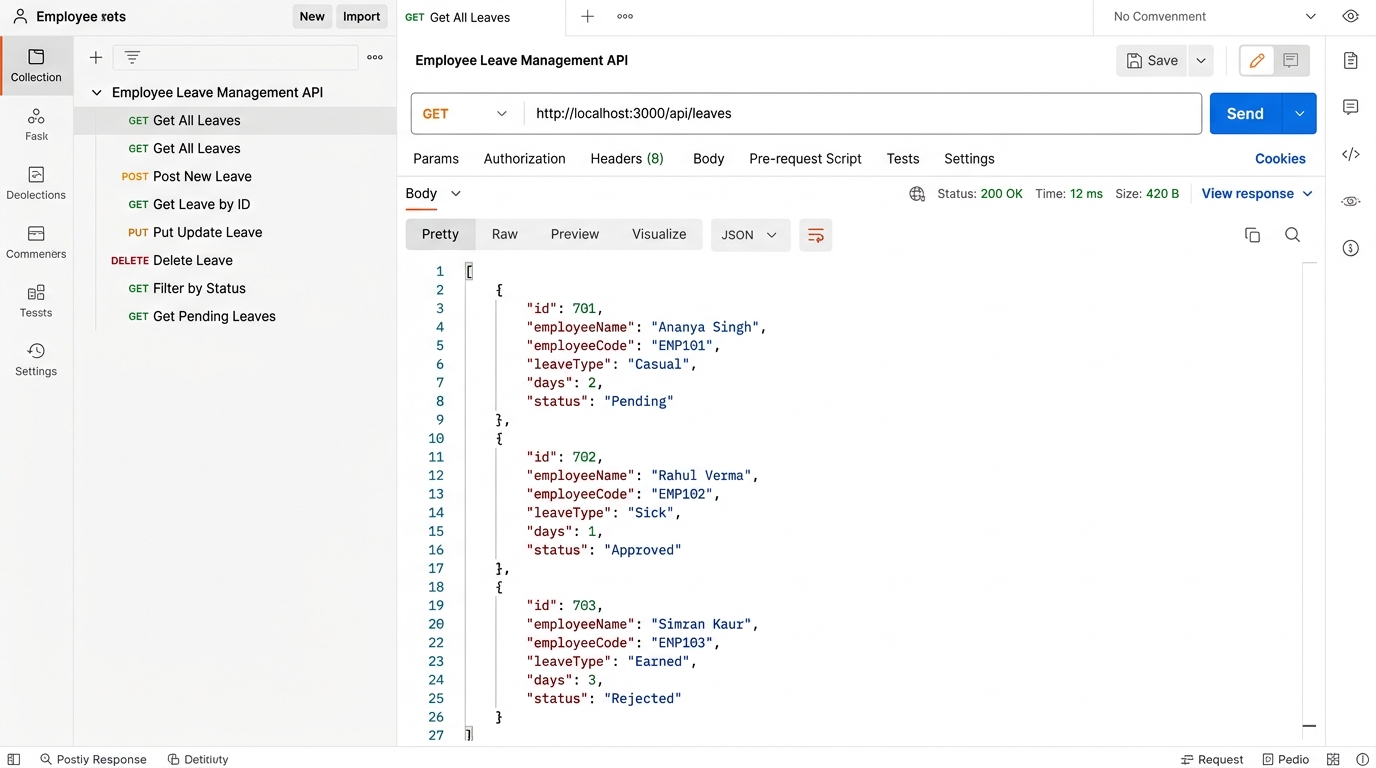 Employee ꭗets New Import
GET Get All Leaves
No Comvenment
Collection
Fask
Deolections
Commeners
Tessts
Settings
Employee Leave Management API
GET Get All Leaves
GET Get All Leaves
POST Post New Leave
GET Get Leave by ID
PUT Put Update Leave
DELETE Delete Leave
GET Filter by Status
GET Get Pending Leaves
Employee Leave Management API
Save
GET http://localhost:3000/api/leaves Send
Params Authorization Headers (8) Body Pre-request Script Tests Settings Cookies
Body Status: 200 OK Time: 12 ms Size: 420 B View response
Pretty Raw Preview Visualize JSON
1 [
2 {
3 "id": 701,
4 "employeeName": "Ananya Singh",
5 "employeeCode": "EMP101",
6 "leaveType": "Casual",
7 "days": 2,
8 "status": "Pending"
9 },
10 {
11 "id": 702,
12 "employeeName": "Rahul Verma",
13 "employeeCode": "EMP102",
14 "leaveType": "Sick",
15 "days": 1,
16 "status": "Approved"
17 },
18 {
19 "id": 703,
20 "employeeName": "Simran Kaur",
22 "employeeCode": "EMP103",
23 "leaveType": "Earned",
24 "days": 3,
25 "status": "Rejected"
26 }
27 ]
Postiy Response Detitiuty Request Pedio